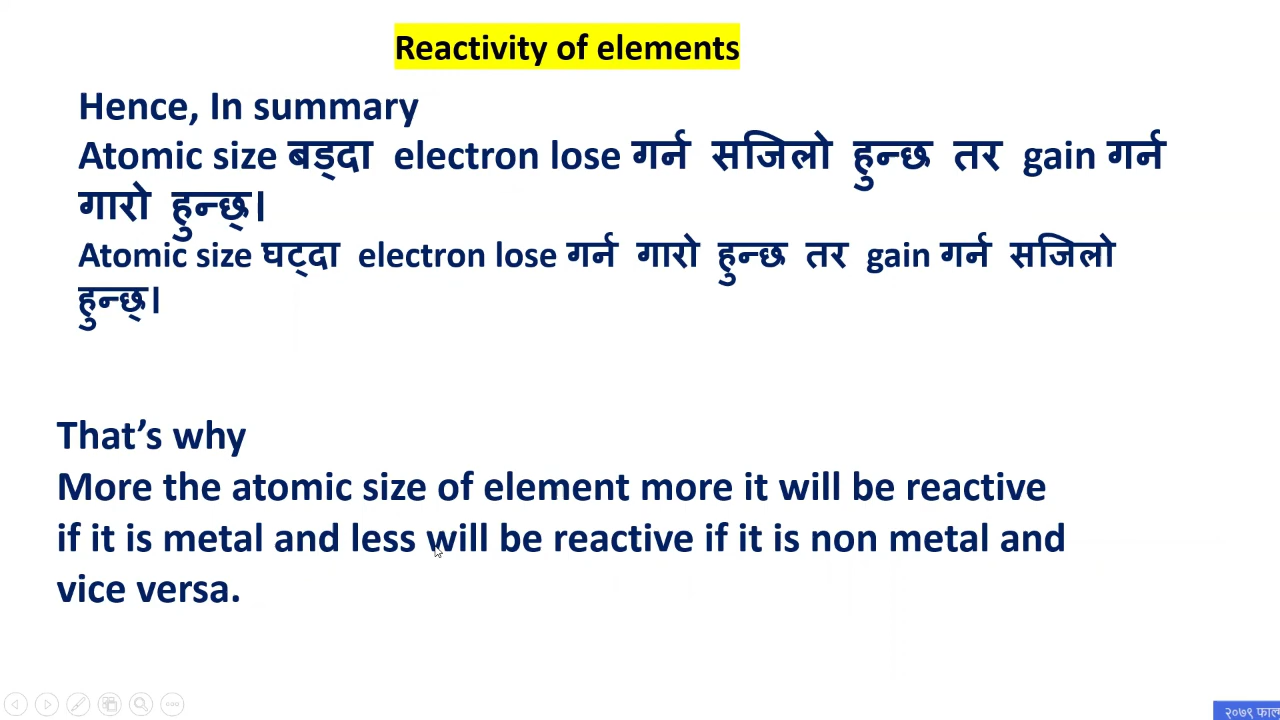 Reactivity of elements
Hence, In summary
Atomic size बड्दा electron lose गर्न सजिलो हुन्छ तर gain गर्न
गारो हुन्छ्।
Atomic size घट्दा electron lose गर्न गारो हुन्छ तर gain गर्न सजिलो
हुन्छ्।
That’s why
More the atomic size of element more it will be reactive
if it is metal and less will be reactive if it is non metal and
vice versa.
२०७९